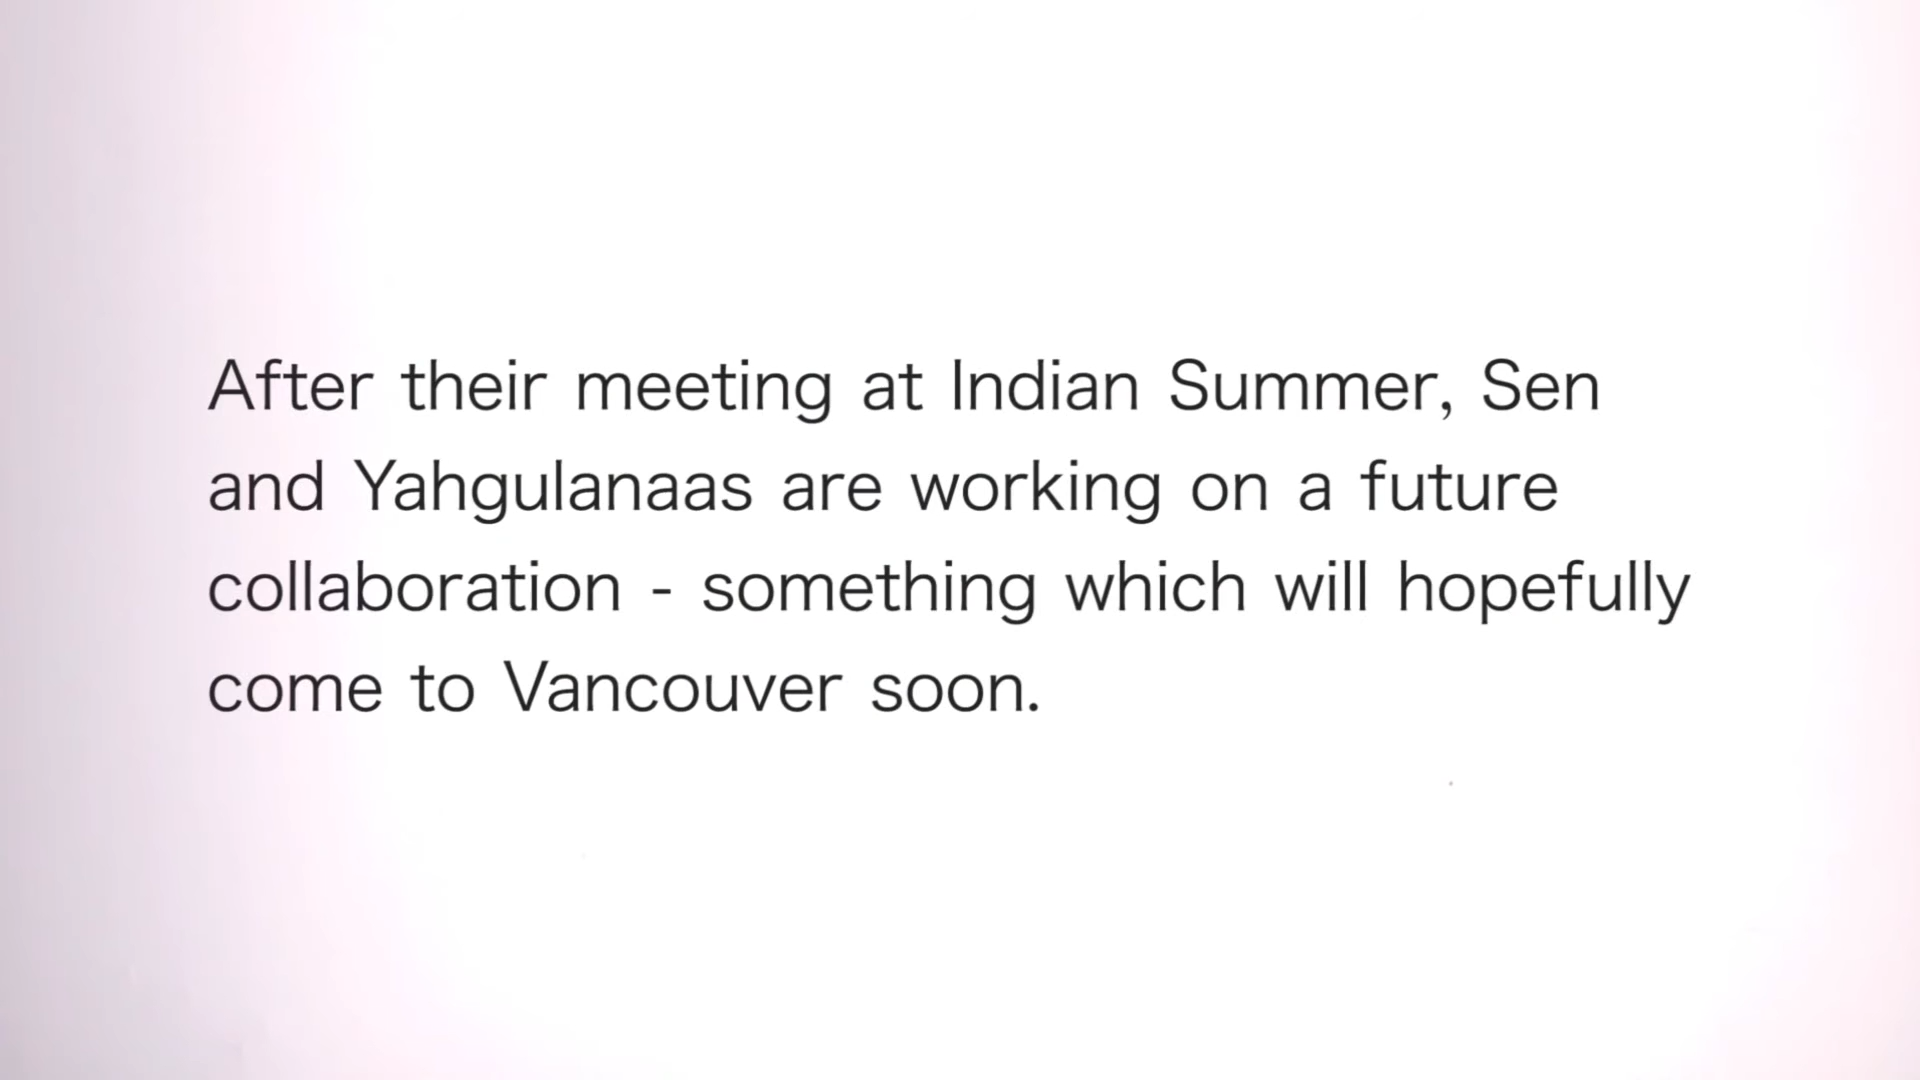 After their meeting at Indian Summer, Sen
and Yahgulanaas are working on a future
collaboration - something which will hopefully
come to Vancouver soon.